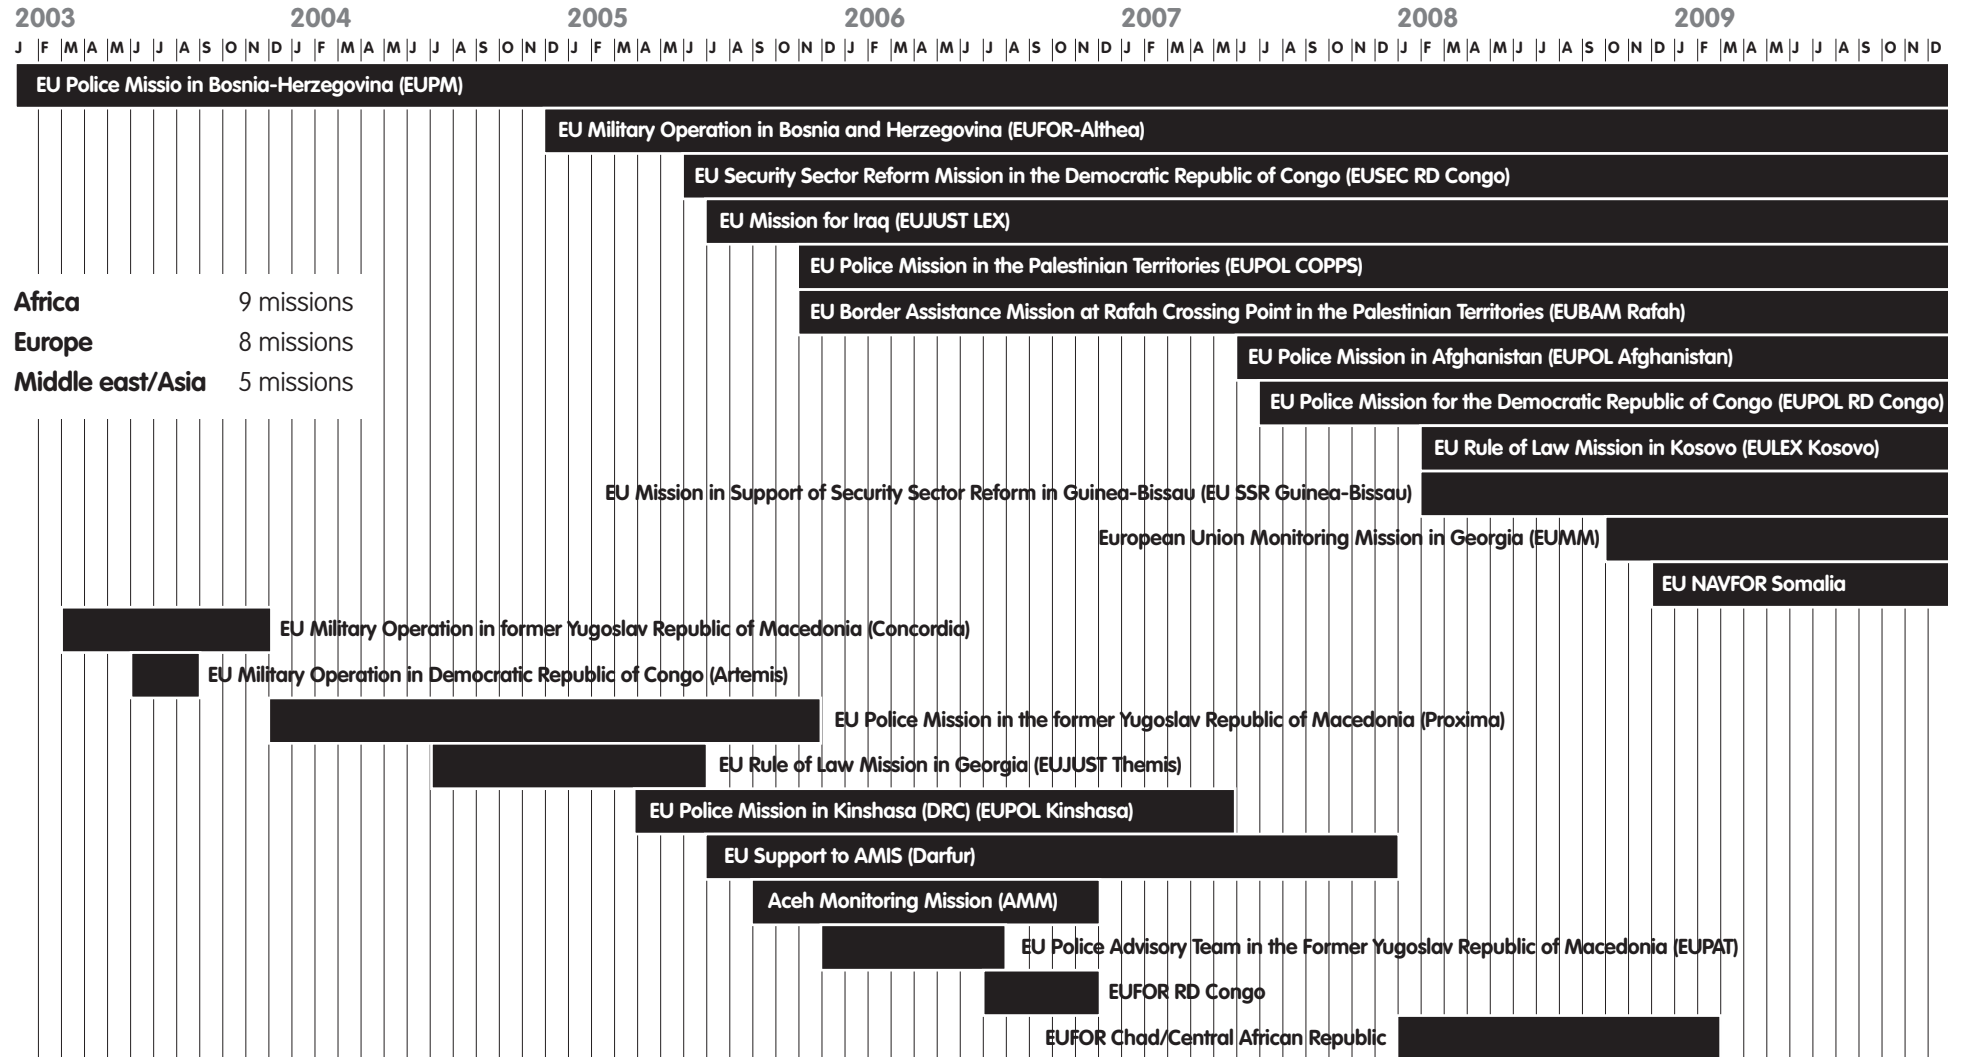 2003 2004 2005 2006 2007 2008 2009
J F M A M J J A S O N D J F M A M J J A S O N D J F M A M J J A S O N D J F M A M J J A S O N D J F M A M J J A S O N D J F M A M J J A S O N D J F M A M J J A S O N D
EU Police Missio in Bosnia-Herzegovina (EUPM)
EU Military Operation in Bosnia and Herzegovina (EUFOR-Althea)
EU Security Sector Reform Mission in the Democratic Republic of Congo (EUSEC RD Congo)
EU Mission for Iraq (EUJUST LEX)
EU Police Mission in the Palestinian Territories (EUPOL COPPS)
EU Border Assistance Mission at Rafah Crossing Point in the Palestinian Territories (EUBAM Rafah)
EU Police Mission in Afghanistan (EUPOL Afghanistan)
EU Police Mission for the Democratic Republic of Congo (EUPOL RD Congo)
EU Rule of Law Mission in Kosovo (EULEX Kosovo)
EU Mission in Support of Security Sector Reform in Guinea-Bissau (EU SSR Guinea-Bissau)
European Union Monitoring Mission in Georgia (EUMM)
EU NAVFOR Somalia
Africa 9 missions
Europe 8 missions
Middle east/Asia 5 missions
EU Military Operation in former Yugoslav Republic of Macedonia (Concordia)
EU Military Operation in Democratic Republic of Congo (Artemis)
EU Police Mission in the former Yugoslav Republic of Macedonia (Proxima)
EU Rule of Law Mission in Georgia (EUJUST Themis)
EU Police Mission in Kinshasa (DRC) (EUPOL Kinshasa)
EU Support to AMIS (Darfur)
Aceh Monitoring Mission (AMM)
EU Police Advisory Team in the Former Yugoslav Republic of Macedonia (EUPAT)
EUFOR RD Congo
EUFOR Chad/Central African Republic